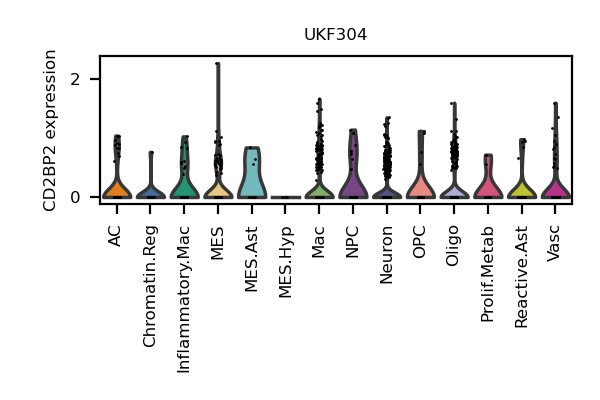 UKF304
CD2BP2 expression
2
0
AC
Chromatin.Reg
Inflammatory.Mac
MES
MES.Ast
MES.Hyp
Mac
NPC
Neuron
OPC
Oligo
Prolif.Metab
Reactive.Ast
Vasc